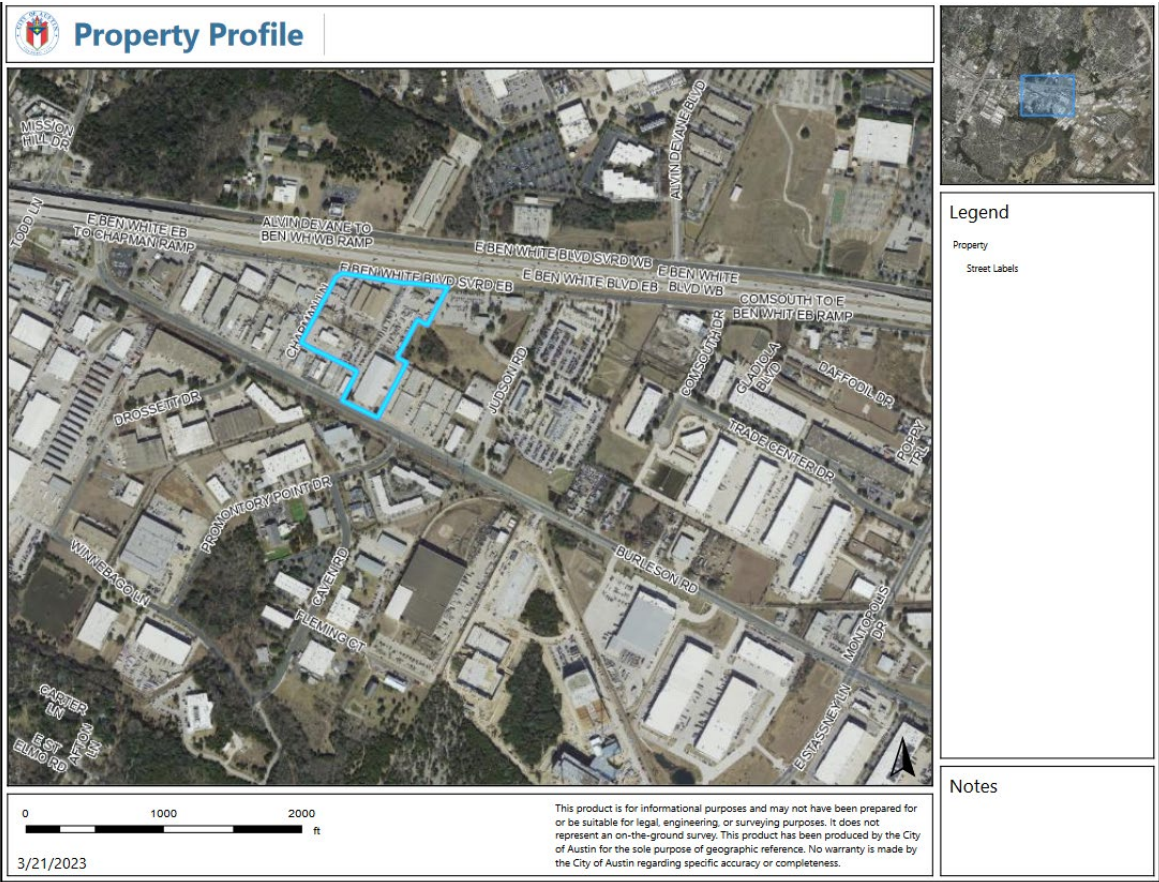 CITY OF AUSTIN
Property Profile
MISSION
HILL DR
ALVIN DEVANE BLVD
TODD LN
E BEN WHITE EB
TO CHAPMAN RAMP
ALVIN DEVANE TO
BEN WH WB RAMP
E BEN WHITE BLVD SVRD WB
E BEN WHITE
BLVD WB
E BEN WHITE BLVD SVRD EB
E BEN WHITE BLVD EB
COMSOUTH TO E
BEN WHIT EB RAMP
CHAPMAN LN
JUDSON RD
COMSOUTH DR
GLADIOLA
BLVD
DAFFODIL DR
POPPY
TRL
DROSSETT DR
TRADE CENTER DR
PROMONTORY POINT DR
WINNEBAGO LN
CAVEN RD
FLEMING CT
BURLESON RD
MONTOPOLIS
DR
E STASSNEY LN
CARTER
LN
AFTON
LN
E ST
ELMO RD
Legend
Property
Street Labels
Notes
0 1000 2000
ft
3/21/2023
This product is for informational purposes and may not have been prepared for
or be suitable for legal, engineering, or surveying purposes. It does not
represent an on-the-ground survey. This product has been produced by the City
of Austin for the sole purpose of geographic reference. No warranty is made by
the City of Austin regarding specific accuracy or completeness.